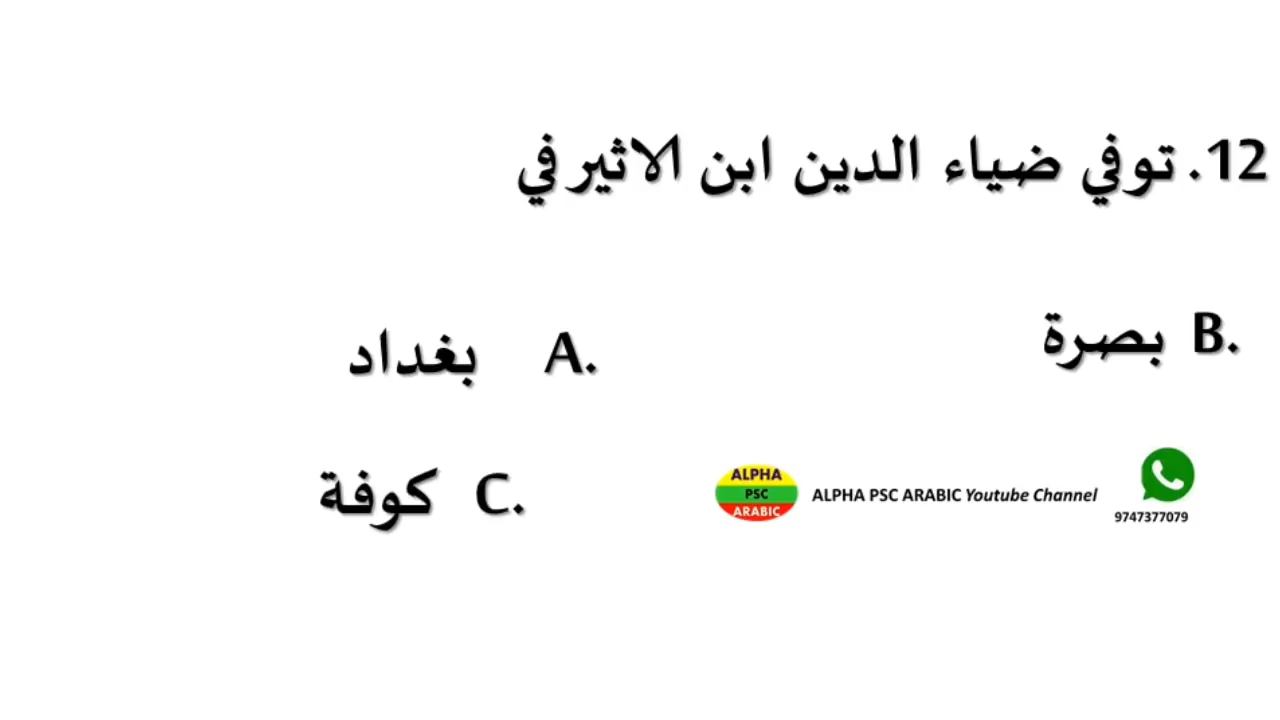 12. توفي ضياء الدين ابن الاثير في
B. بصرة
A. بغداد
C. كوفة
ALPHA
PSC
ARABIC
ALPHA PSC ARABIC Youtube Channel
9747377079